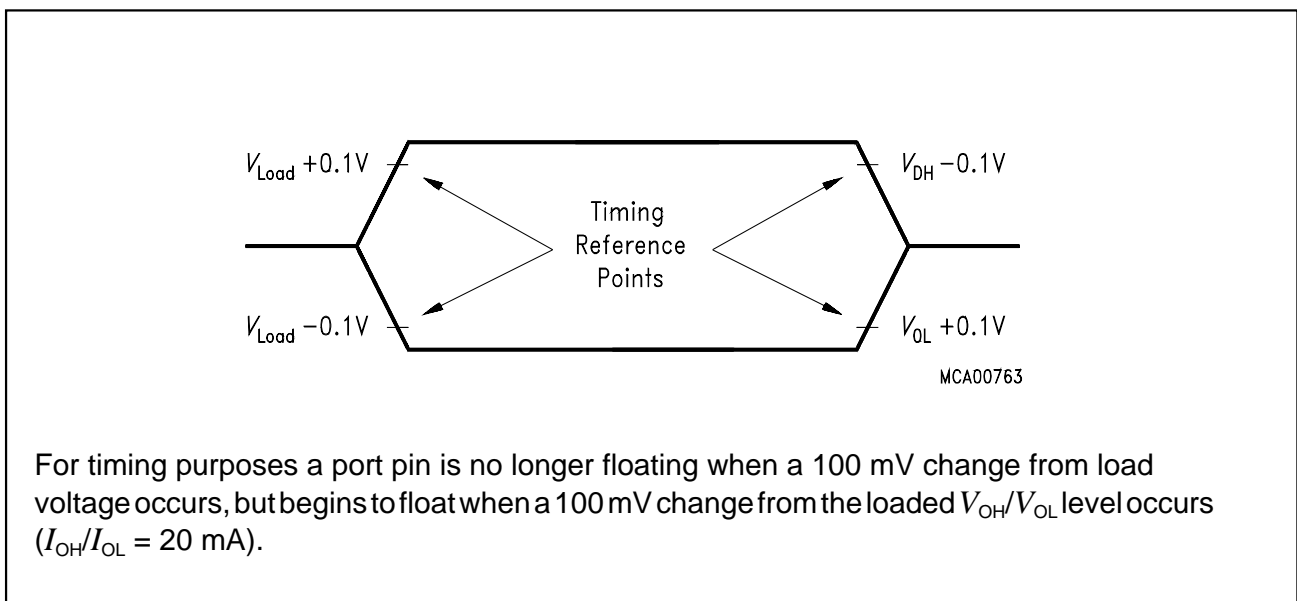 V_Load +0.1V
V_DH −0.1V
Timing
Reference
Points
V_Load −0.1V
V_0L +0.1V
MCA00763
For timing purposes a port pin is no longer floating when a 100 mV change from load
voltage occurs, but begins to float when a 100 mV change from the loaded V_OH/V_OL level occurs
(I_OH/I_OL = 20 mA).